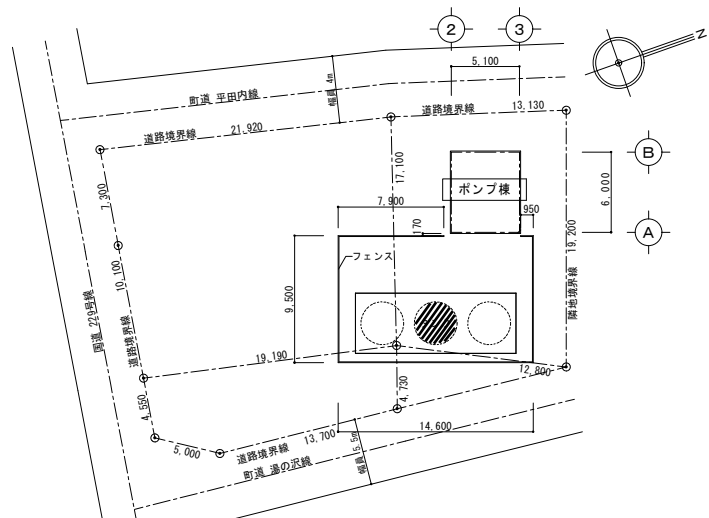 2
3
N
5,100
町道 平田内線
幅員 4m
道路境界線
21,920
道路境界線
13,130
B
17,100
7,300
ポンプ棟
6,000
7,900
950
A
170
フェンス
19,200
隣地境界線
10,100
9,500
国道 229号線
道路境界線
19,190
12,800
4,550
4,730
14,600
13,700
5,000
道路境界線
幅員 5.5m
町道 湯の沢線